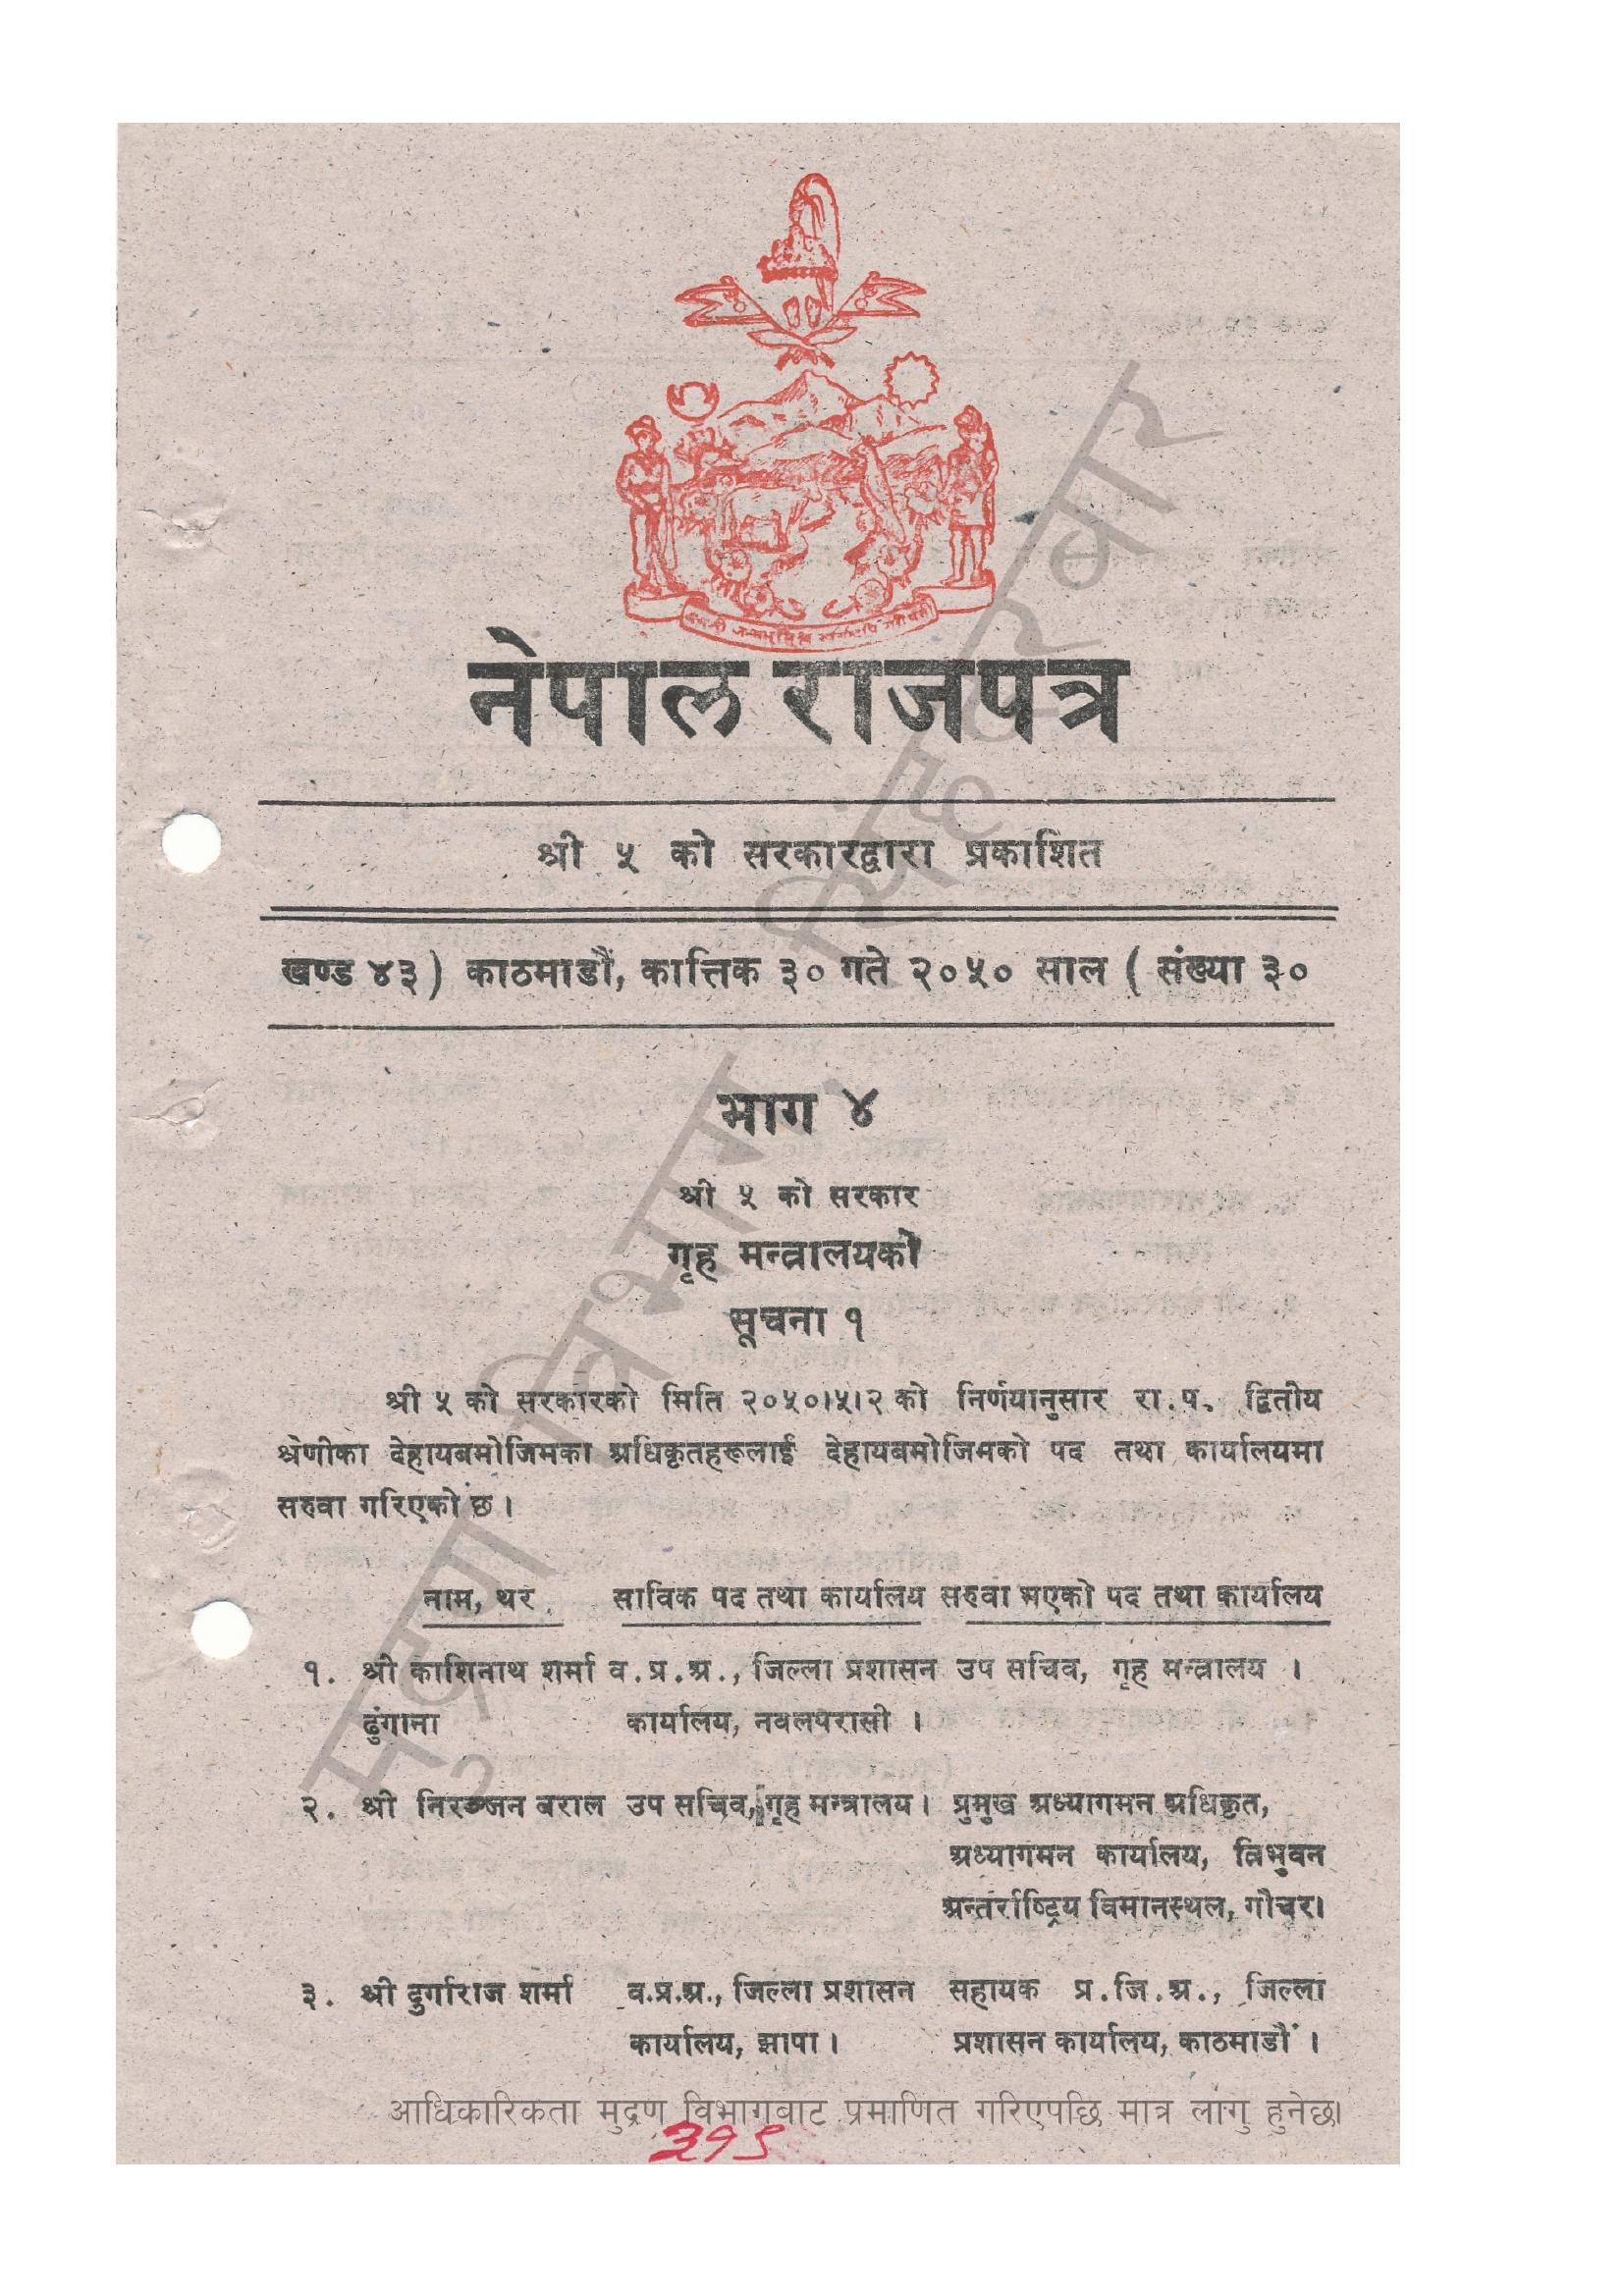 नेपाल राजपत्र
श्री ५ को सरकारद्वारा प्रकाशित
खण्ड ४३) काठमाडौं, कात्तिक ३० गते २०५० साल ( संख्या ३०
भाग ४
श्री ५ को सरकार
गृह मन्त्रालयको
सूचना १
श्री ५ को सरकारको मिति २०५०।५।२ को निर्णयानुसार रा.प. द्वितीय
श्रेणीका देहायबमोजिमका अधिकृतहरूलाई देहायबमोजिमको पद तथा कार्यालयमा
सरुवा गरिएको छ ।
नाम, थर साविक पद तथा कार्यालय सरुवा भएको पद तथा कार्यालय
१. श्री काशिनाथ शर्मा व.प्र.अ., जिल्ला प्रशासन उप सचिव, गृह मन्त्रालय ।
ढुंगाना कार्यालय, नवलपरासी ।
२. श्री निरञ्जन बराल उप सचिव, गृह मन्त्रालय । प्रमुख अध्यागमन अधिकृत,
अध्यागमन कार्यालय, त्रिभुवन
अन्तर्राष्ट्रिय विमानस्थल, गौचर।
३. श्री दुर्गाराज शर्मा व.प्र.अ., जिल्ला प्रशासन सहायक प्र.जि.अ., जिल्ला
कार्यालय, झापा । प्रशासन कार्यालय, काठमाडौं ।
मुद्रण विभाग, सिंहदरबार
आधिकारिकता मुद्रण विभागबाट प्रमाणित गरिएपछि मात्र लागु हुनेछ।